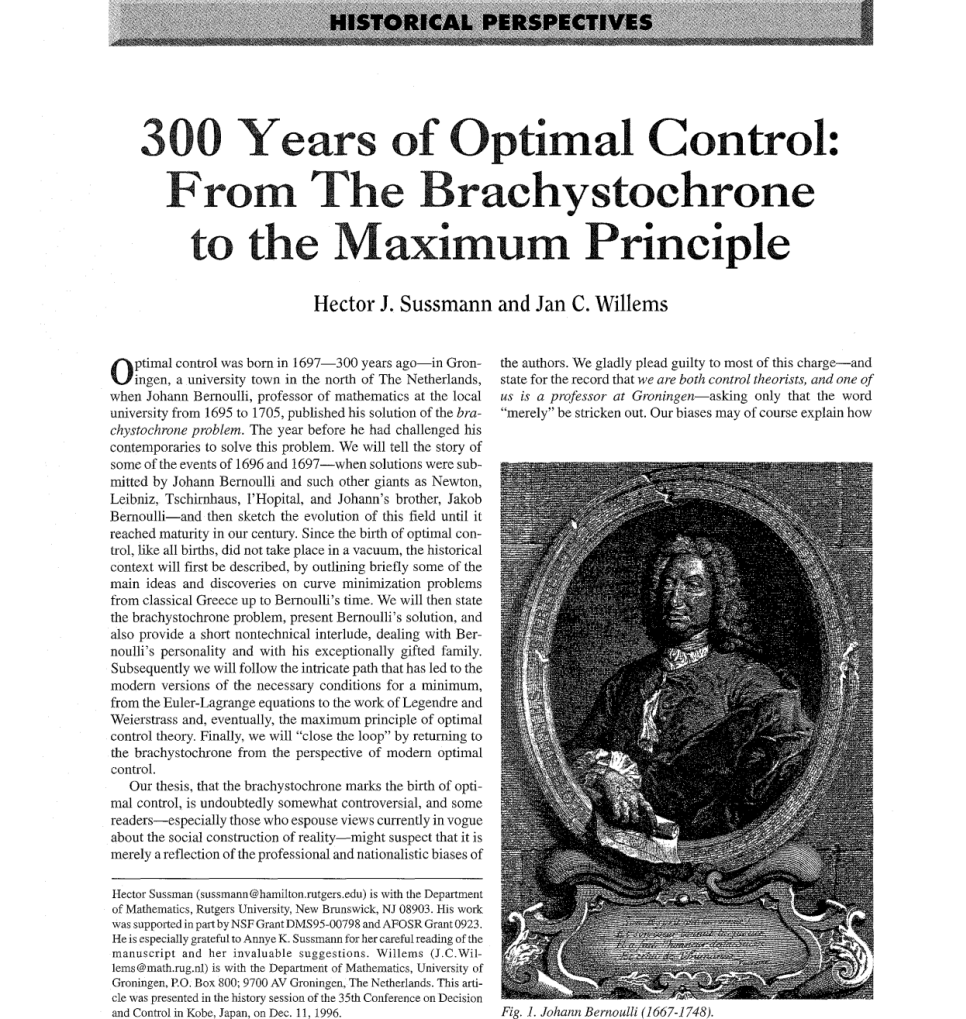 HISTORICAL PERSPECTIVES
300 Years of Optimal Control:
From The Brachystochrone
to the Maximum Principle
Hector J. Sussmann and Jan C. Willems
Optimal control was born in 1697—300 years ago—in Gron-
ingen, a university town in the north of The Netherlands,
when Johann Bernoulli, professor of mathematics at the local
university from 1695 to 1705, published his solution of the bra-
chystochrone problem. The year before he had challenged his
contemporaries to solve this problem. We will tell the story of
some of the events of 1696 and 1697—when solutions were sub-
mitted by Johann Bernoulli and such other giants as Newton,
Leibniz, Tschirnhaus, l'Hopital, and Johann's brother, Jakob
Bernoulli—and then sketch the evolution of this field until it
reached maturity in our century. Since the birth of optimal con-
trol, like all births, did not take place in a vacuum, the historical
context will first be described, by outlining briefly some of the
main ideas and discoveries on curve minimization problems
from classical Greece up to Bernoulli's time. We will then state
the brachystochrone problem, present Bernoulli's solution, and
also provide a short nontechnical interlude, dealing with Ber-
noulli's personality and with his exceptionally gifted family.
Subsequently we will follow the intricate path that has led to the
modern versions of the necessary conditions for a minimum,
from the Euler-Lagrange equations to the work of Legendre and
Weierstrass and, eventually, the maximum principle of optimal
control theory. Finally, we will "close the loop" by returning to
the brachystochrone from the perspective of modern optimal
control.
Our thesis, that the brachystochrone marks the birth of opti-
mal control, is undoubtedly somewhat controversial, and some
readers—especially those who espouse views currently in vogue
about the social construction of reality—might suspect that it is
merely a reflection of the professional and nationalistic biases of
Hector Sussman (sussmann@hamilton.rutgers.edu) is with the Department
of Mathematics, Rutgers University, New Brunswick, NJ 08903. His work
was supported in part by NSF Grant DMS95-00798 and AFOSR Grant 0923.
He is especially grateful to Annye K. Sussmann for her careful reading of the
manuscript and her invaluable suggestions. Willems (J.C.Wil-
lems@math.rug.nl) is with the Department of Mathematics, University of
Groningen, P.O. Box 800; 9700 AV Groningen, The Netherlands. This arti-
cle was presented in the history session of the 35th Conference on Decision
and Control in Kobe, Japan, on Dec. 11, 1996.
the authors. We gladly plead guilty to most of this charge—and
state for the record that we are both control theorists, and one of
us is a professor at Groningen—asking only that the word
"merely" be stricken out. Our biases may of course explain how
Fig. 1. Johann Bernoulli (1667-1748).